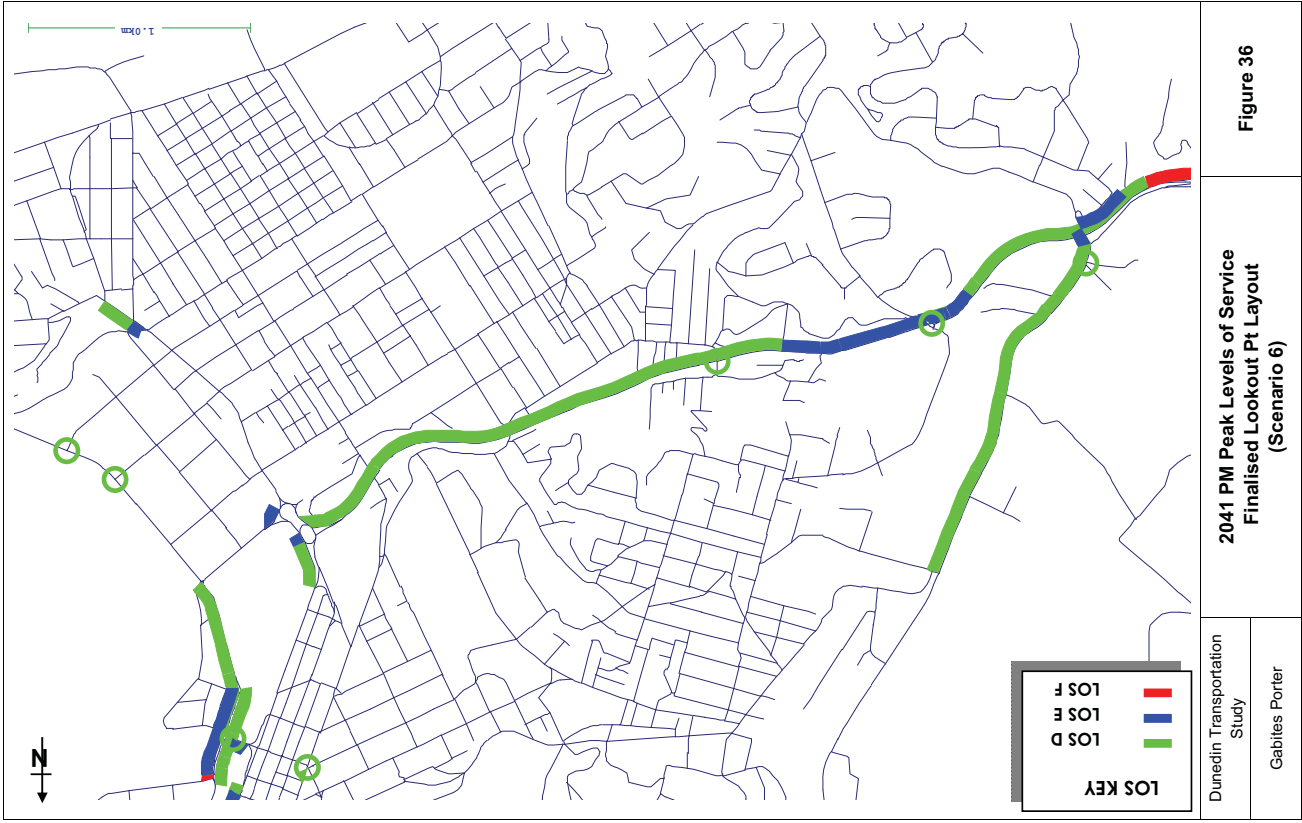 1.0km
N
LOS KEY
LOS D
LOS E
LOS F
Figure 36
2041 PM Peak Levels of Service
Finalised Lookout Pt Layout
(Scenario 6)
Dunedin Transportation
Study
Gabites Porter